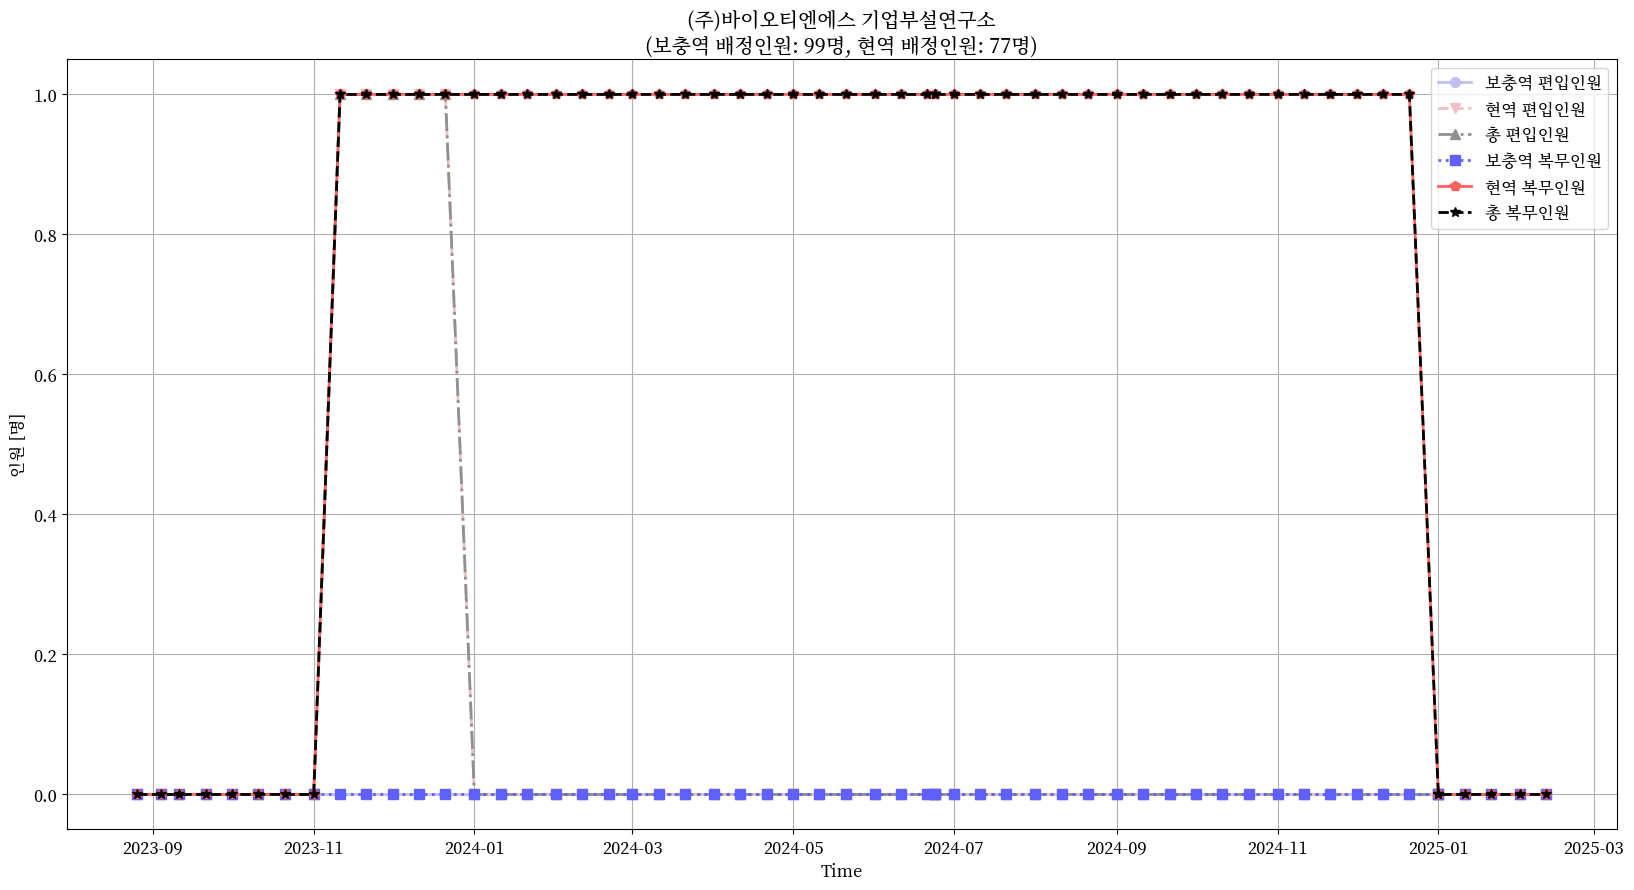 (주)바이오티엔에스 기업부설연구소
(보충역 배정인원: 99명, 현역 배정인원: 77명)
보충역 편입인원
현역 편입인원
총 편입인원
보충역 복무인원
현역 복무인원
총 복무인원
1.0
0.8
0.6
0.4
0.2
0.0
인원 [명]
2023-09
2023-11
2024-01
2024-03
2024-05
2024-07
2024-09
2024-11
2025-01
2025-03
Time